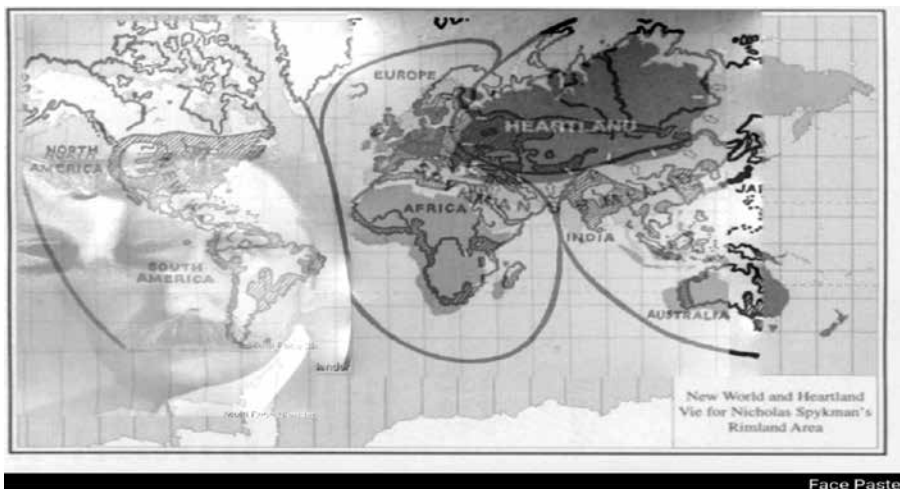 EUROPE
HEARTLAND
NORTH
AMERICA
AFRICA
INDIA
SOUTH
AMERICA
AUSTRALIA
New World and Heartland
Vie for Nicholas Spykman's
Rimland Area
Face Paste